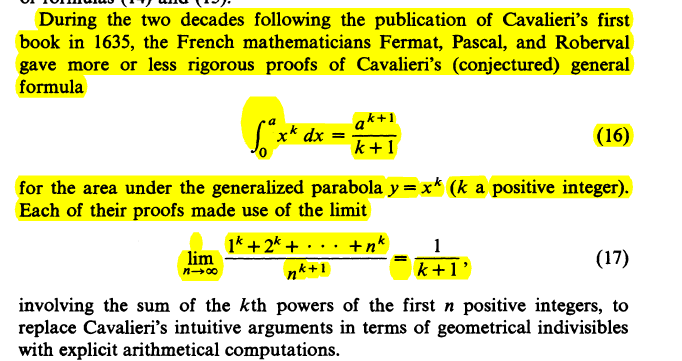 During the two decades following the publication of Cavalieri's first
book in 1635, the French mathematicians Fermat, Pascal, and Roberval
gave more or less rigorous proofs of Cavalieri's (conjectured) general
formula
∫₀ᵃ xᵏ dx = aᵏ⁺¹/(k+1) (16)
for the area under the generalized parabola y = xᵏ (k a positive integer).
Each of their proofs made use of the limit
lim n→∞ (1ᵏ + 2ᵏ + · · · + nᵏ)/nᵏ⁺¹ = 1/(k+1), (17)
involving the sum of the kth powers of the first n positive integers, to
replace Cavalieri's intuitive arguments in terms of geometrical indivisibles
with explicit arithmetical computations.